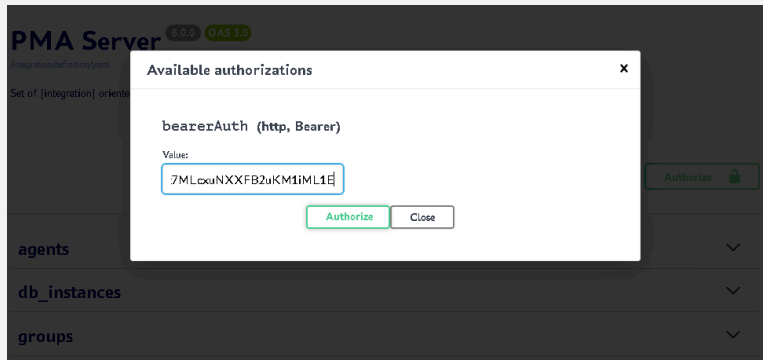 PMA Server 6.0.0 OAS 3.0
/integration/definition/yaml
Set of [integration] oriente
Available authorizations
×
bearerAuth (http, Bearer)
Value:
7MLcxuNXXFB2uKM1iML1E
Authorize
Close
Authorize
agents
db_instances
groups